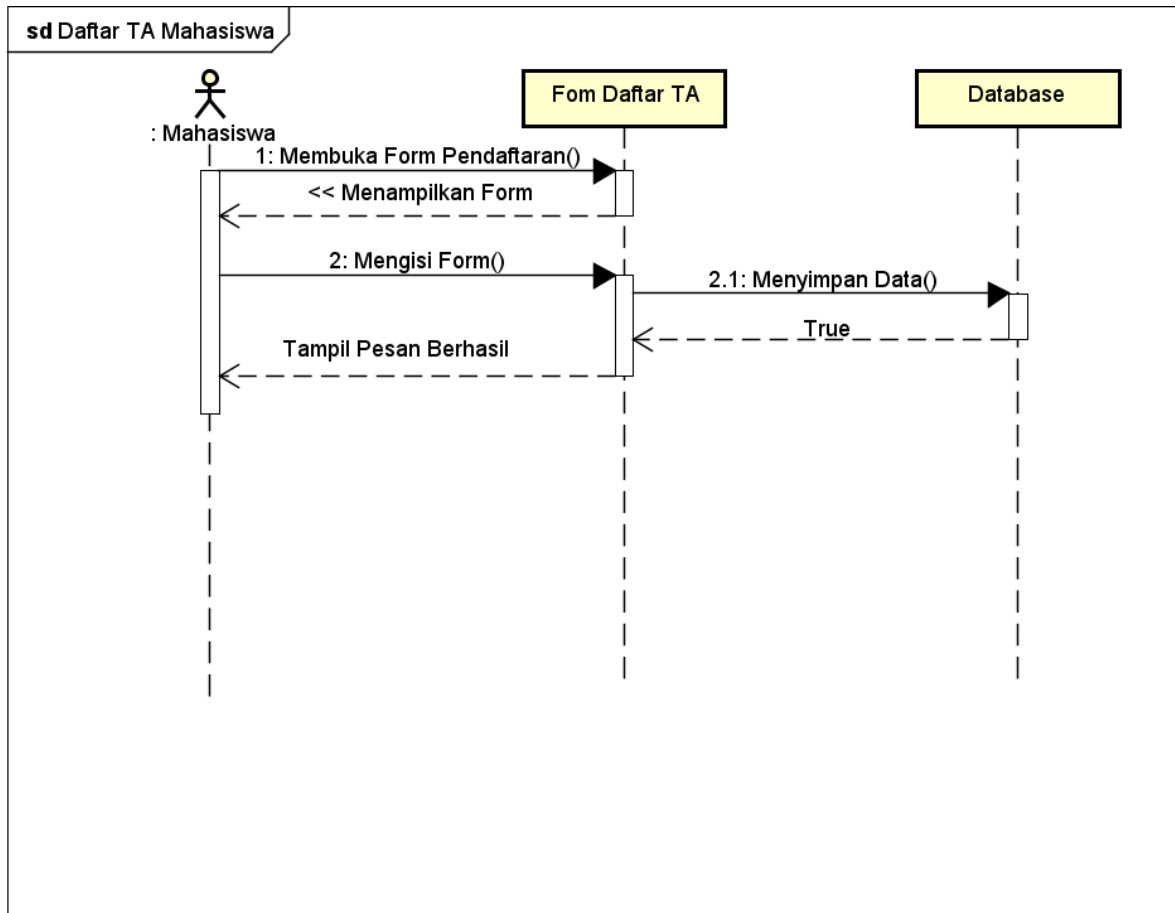 sd Daftar TA Mahasiswa
: Mahasiswa
Fom Daftar TA
Database
1: Membuka Form Pendaftaran()
<< Menampilkan Form
2: Mengisi Form()
2.1: Menyimpan Data()
True
Tampil Pesan Berhasil